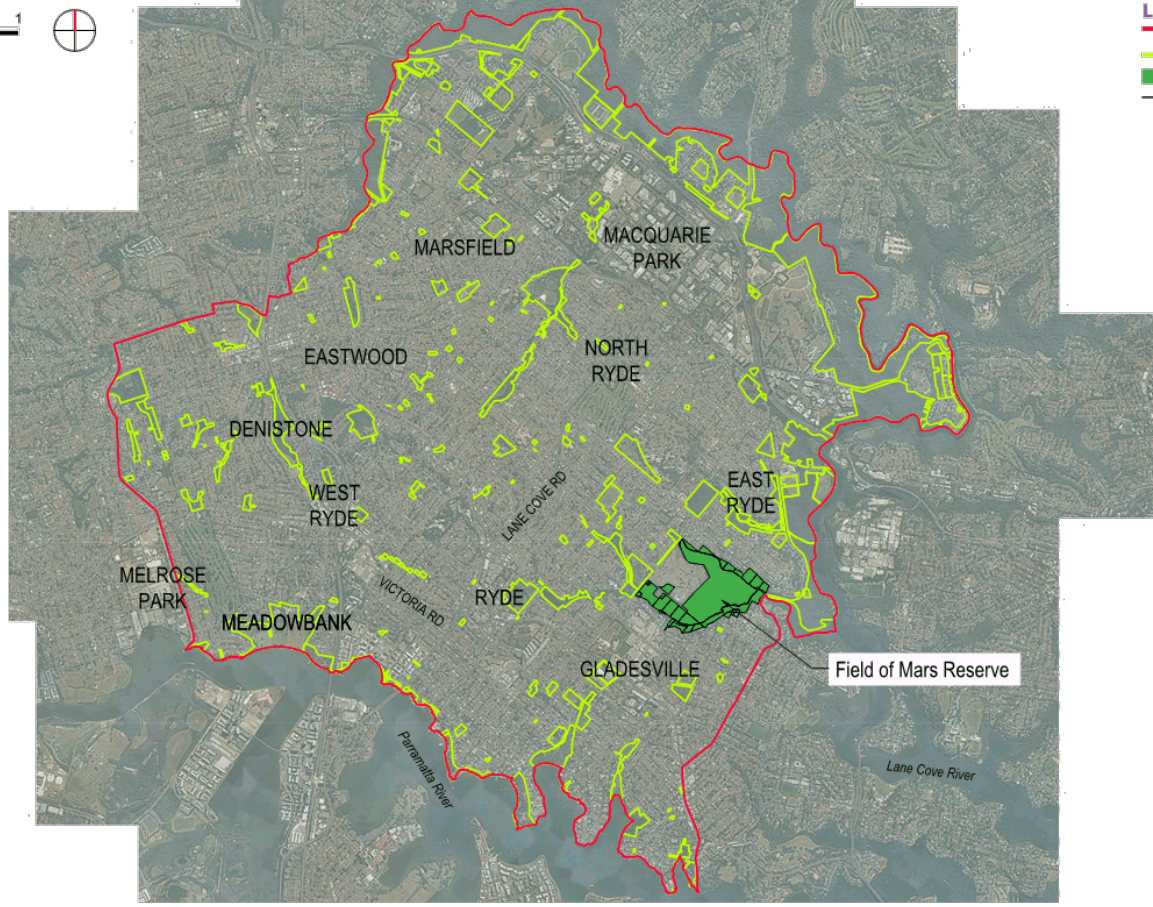 1
L
MARSFIELD
MACQUARIE
PARK
EASTWOOD
NORTH
RYDE
DENISTONE
WEST
RYDE
LANE COVE RD
EAST
RYDE
MELROSE
PARK
VICTORIA RD
RYDE
MEADOWBANK
GLADESVILLE
Field of Mars Reserve
Parramatta River
Lane Cove River